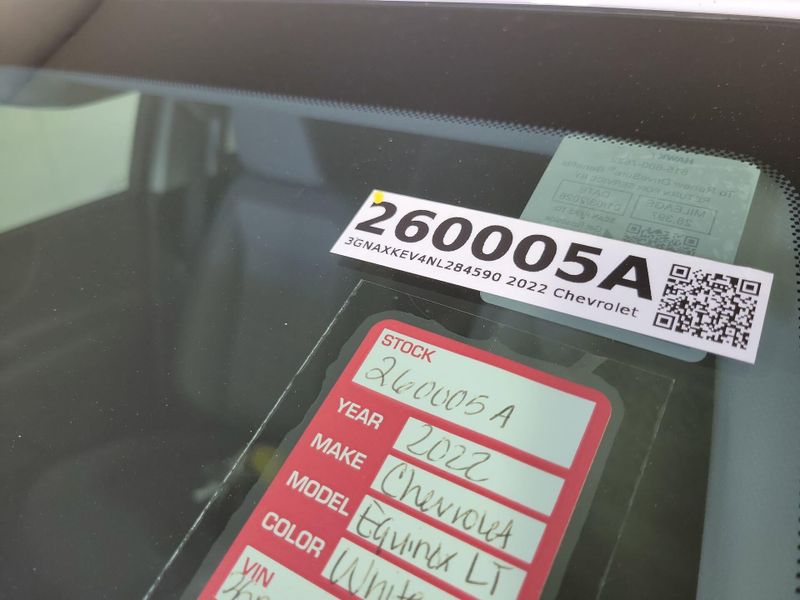 260005A
3GNAXKEV4NL284590 2022 Chevrolet
STOCK
260005A
YEAR
2022
MAKE
Chevrolet
MODEL
Equinox LT
COLOR
White
VIN